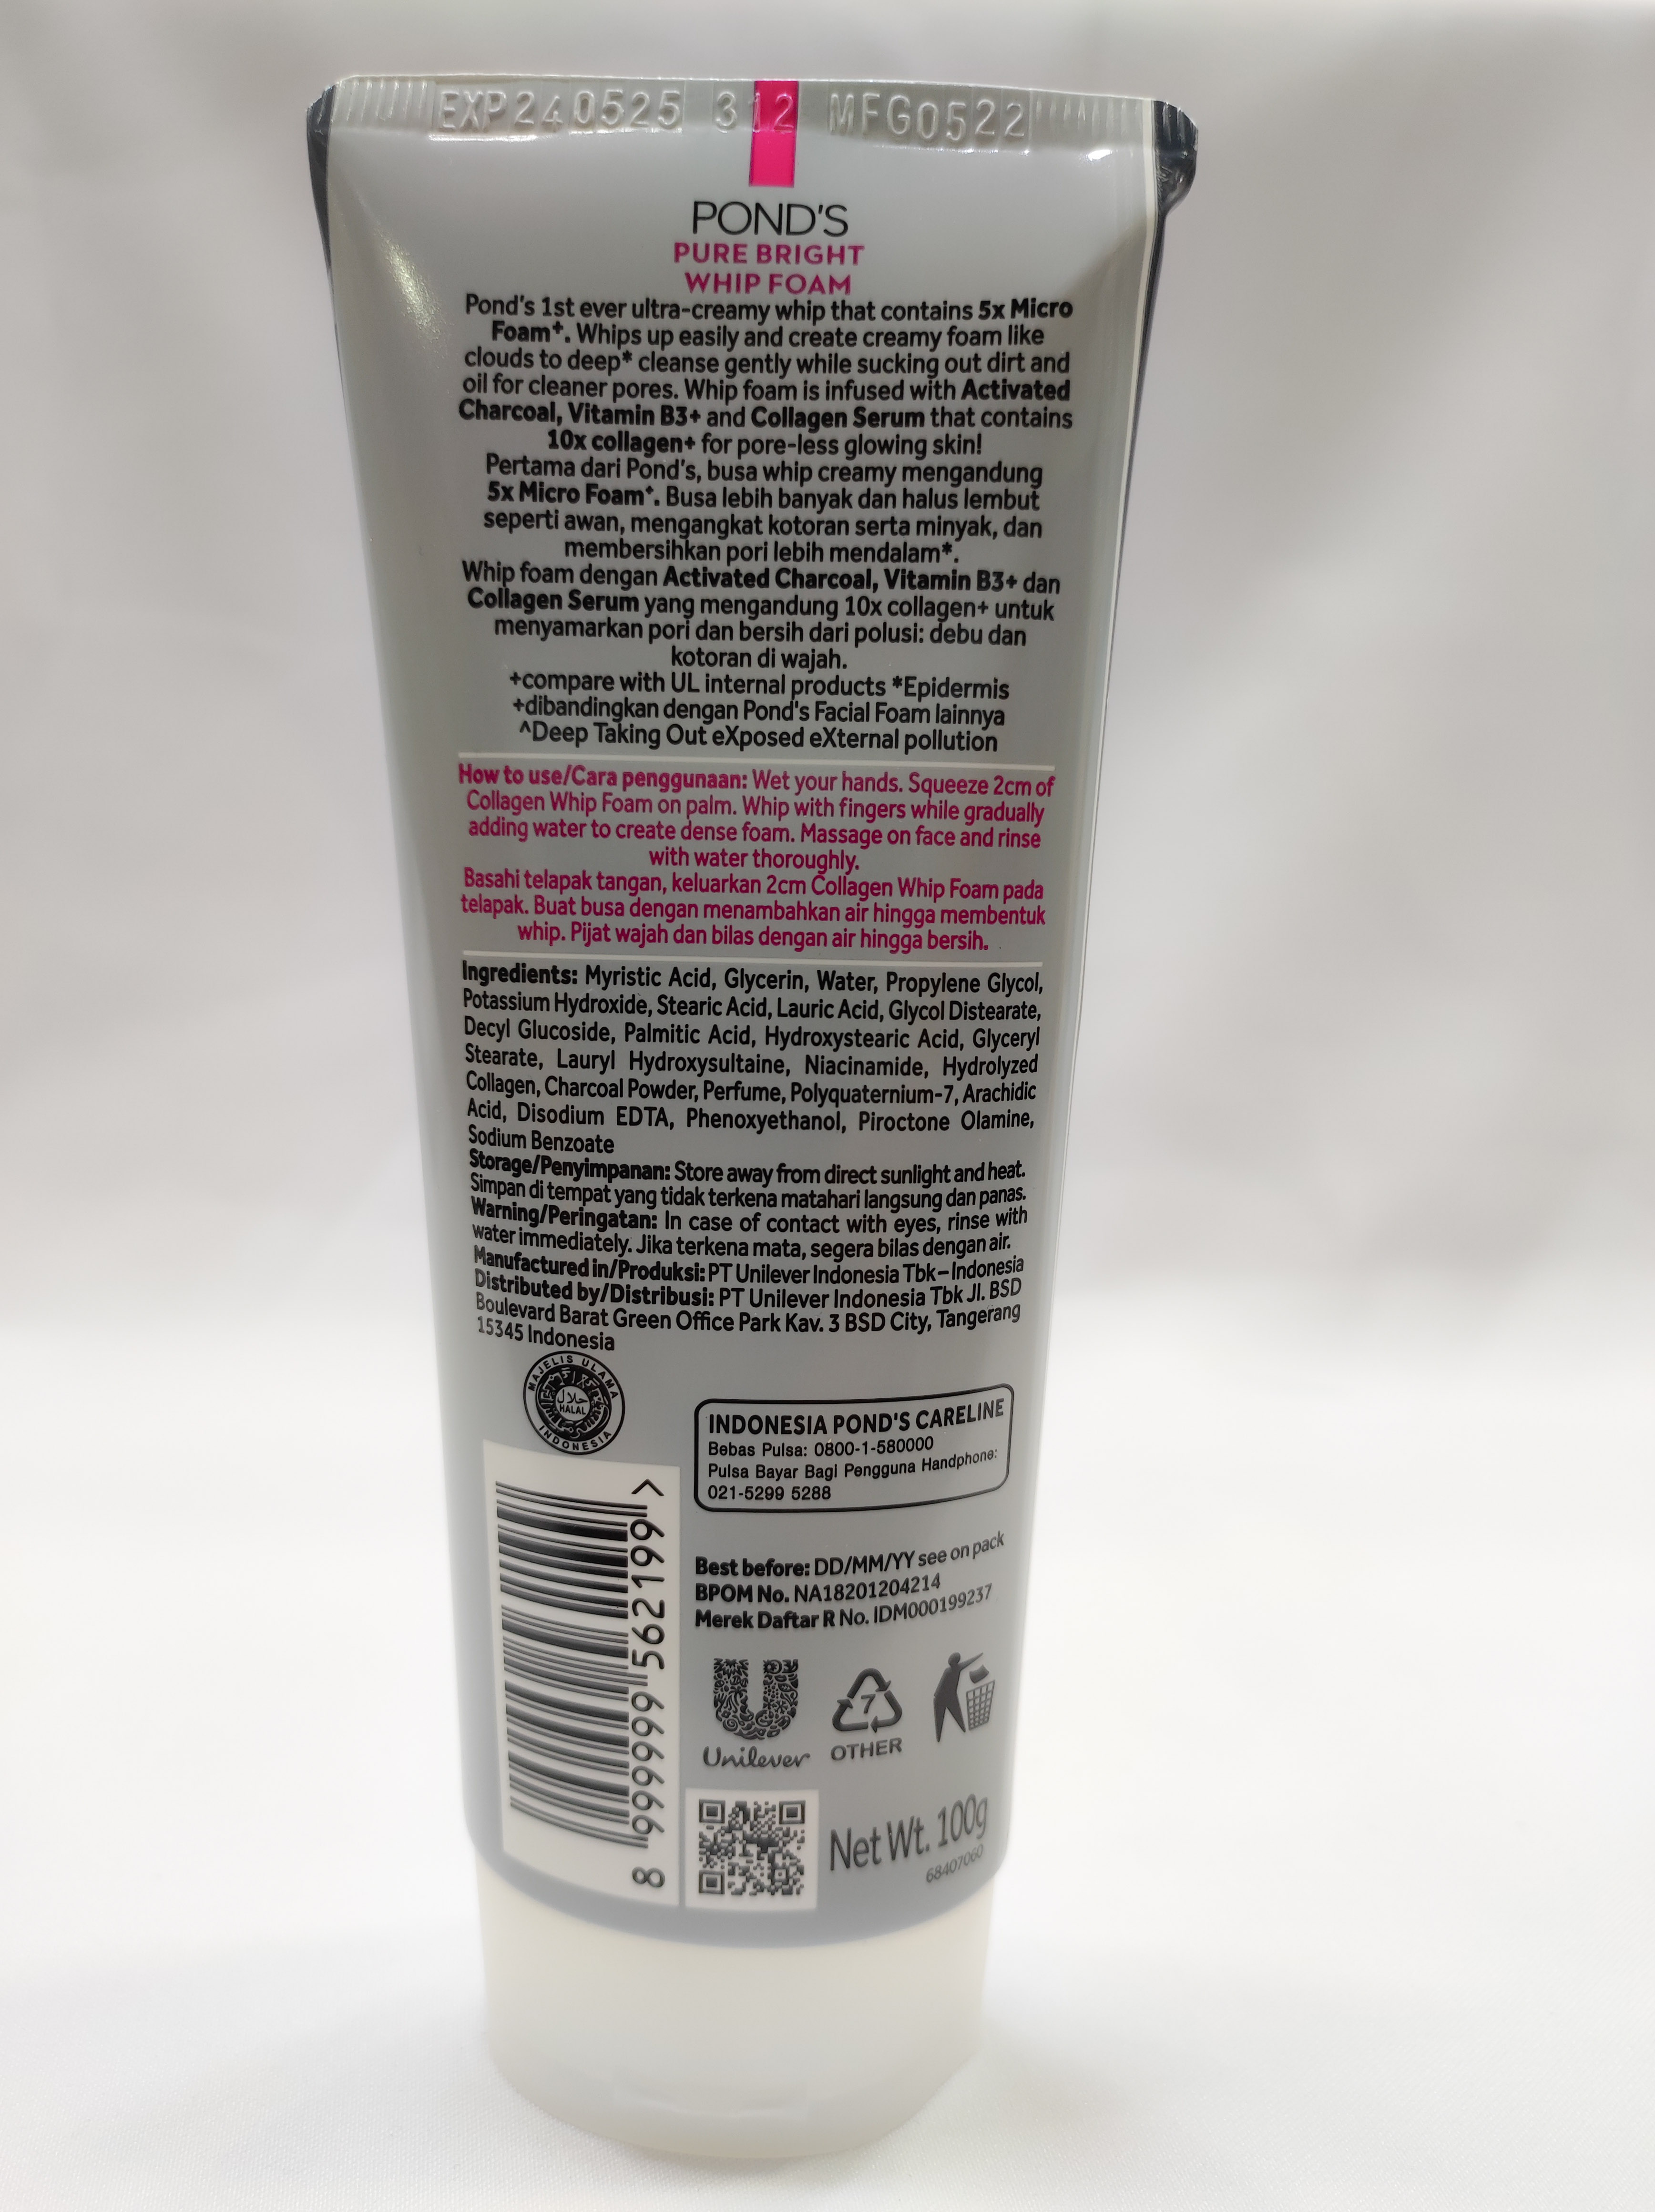 EXP240525 312 MFG0522
POND'S
PURE BRIGHT
WHIP FOAM
Pond's 1st ever ultra-creamy whip that contains 5x Micro
Foam⁺. Whips up easily and create creamy foam like
clouds to deep* cleanse gently while sucking out dirt and
oil for cleaner pores. Whip foam is infused with Activated
Charcoal, Vitamin B3+ and Collagen Serum that contains
10x collagen+ for pore-less glowing skin!
Pertama dari Pond's, busa whip creamy mengandung
5x Micro Foam⁺. Busa lebih banyak dan halus lembut
seperti awan, mengangkat kotoran serta minyak, dan
membersihkan pori lebih mendalam*.
Whip foam dengan Activated Charcoal, Vitamin B3+ dan
Collagen Serum yang mengandung 10x collagen+ untuk
menyamarkan pori dan bersih dari polusi: debu dan
kotoran di wajah.
+compare with UL internal products *Epidermis
+dibandingkan dengan Pond's Facial Foam lainnya
^Deep Taking Out eXposed eXternal pollution
How to use/Cara penggunaan: Wet your hands. Squeeze 2cm of
Collagen Whip Foam on palm. Whip with fingers while gradually
adding water to create dense foam. Massage on face and rinse
with water thoroughly.
Basahi telapak tangan, keluarkan 2cm Collagen Whip Foam pada
telapak. Buat busa dengan menambahkan air hingga membentuk
whip. Pijat wajah dan bilas dengan air hingga bersih.
Ingredients: Myristic Acid, Glycerin, Water, Propylene Glycol,
Potassium Hydroxide, Stearic Acid, Lauric Acid, Glycol Distearate,
Decyl Glucoside, Palmitic Acid, Hydroxystearic Acid, Glyceryl
Stearate, Lauryl Hydroxysultaine, Niacinamide, Hydrolyzed
Collagen, Charcoal Powder, Perfume, Polyquaternium-7, Arachidic
Acid, Disodium EDTA, Phenoxyethanol, Piroctone Olamine,
Sodium Benzoate
Storage/Penyimpanan: Store away from direct sunlight and heat.
Simpan di tempat yang tidak terkena matahari langsung dan panas.
Warning/Peringatan: In case of contact with eyes, rinse with
water immediately. Jika terkena mata, segera bilas dengan air.
Manufactured in/Produksi: PT Unilever Indonesia Tbk–Indonesia
Distributed by/Distribusi: PT Unilever Indonesia Tbk Jl. BSD
Boulevard Barat Green Office Park Kav. 3 BSD City, Tangerang
15345 Indonesia
MAJELIS ULAMA
حلال
HALAL
INDONESIA
INDONESIA POND'S CARELINE
Bebas Pulsa: 0800-1-580000
Pulsa Bayar Bagi Pengguna Handphone:
021-5299 5288
8 999999 562199 >
Best before: DD/MM/YY see on pack
BPOM No. NA18201204214
Merek Daftar R No. IDM000199237
Unilever
7
OTHER
Net Wt. 100g
68407060